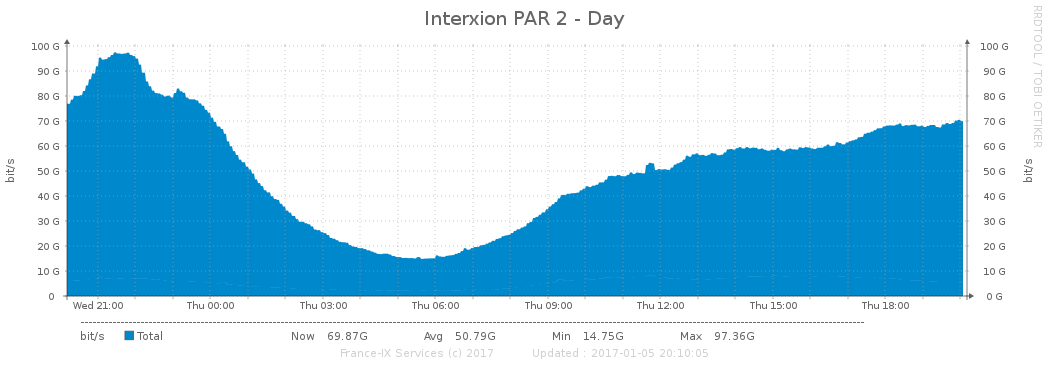 Interxion PAR 2 - Day
RRDTOOL / TOBI OETIKER
bit/s
bit/s
100 G 100 G
90 G 90 G
80 G 80 G
70 G 70 G
60 G 60 G
50 G 50 G
40 G 40 G
30 G 30 G
20 G 20 G
10 G 10 G
0 0 G
Wed 21:00 Thu 00:00 Thu 03:00 Thu 06:00 Thu 09:00 Thu 12:00 Thu 15:00 Thu 18:00
bit/s Total Now 69.87G Avg 50.79G Min 14.75G Max 97.36G
France-IX Services (c) 2017 Updated : 2017-01-05 20:10:05